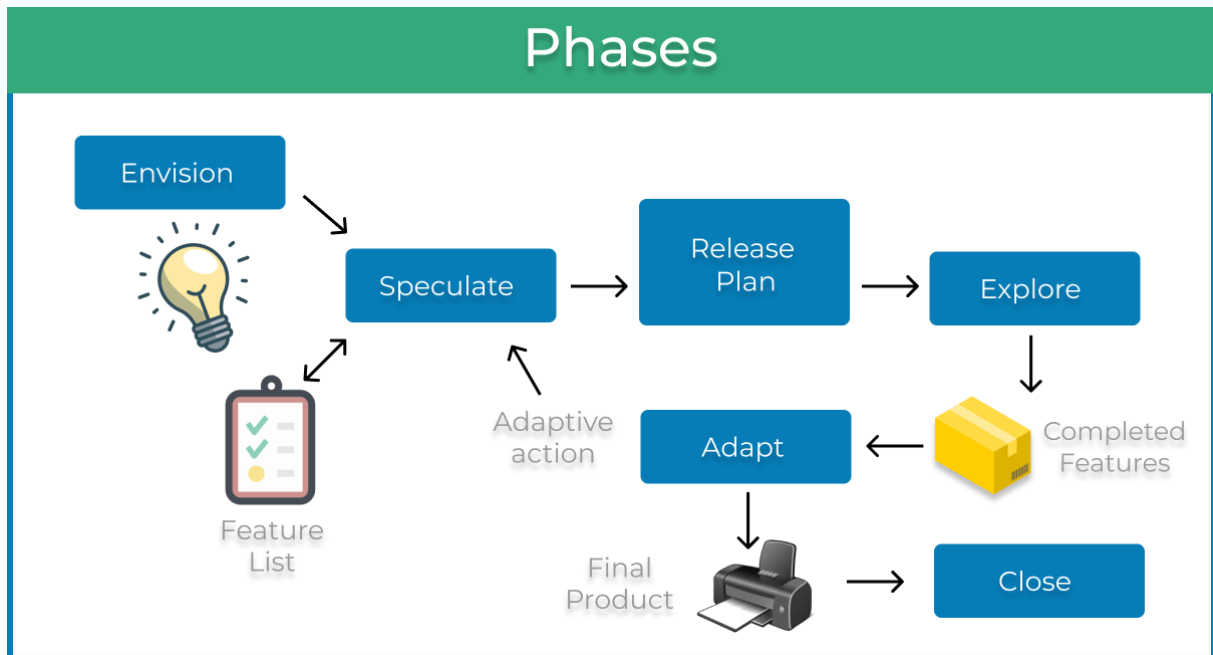 Phases
Envision
Speculate
Release
Plan
Explore
Feature
List
Adaptive
action
Adapt
Completed
Features
Final
Product
Close